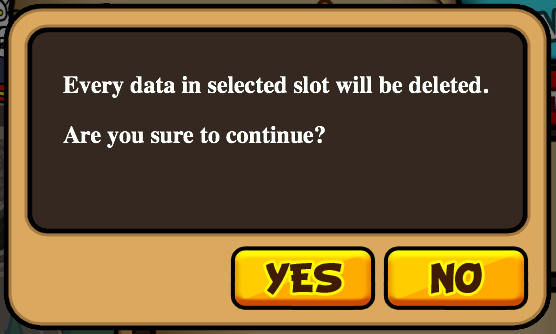 Every data in selected slot will be deleted.
Are you sure to continue?
YES NO